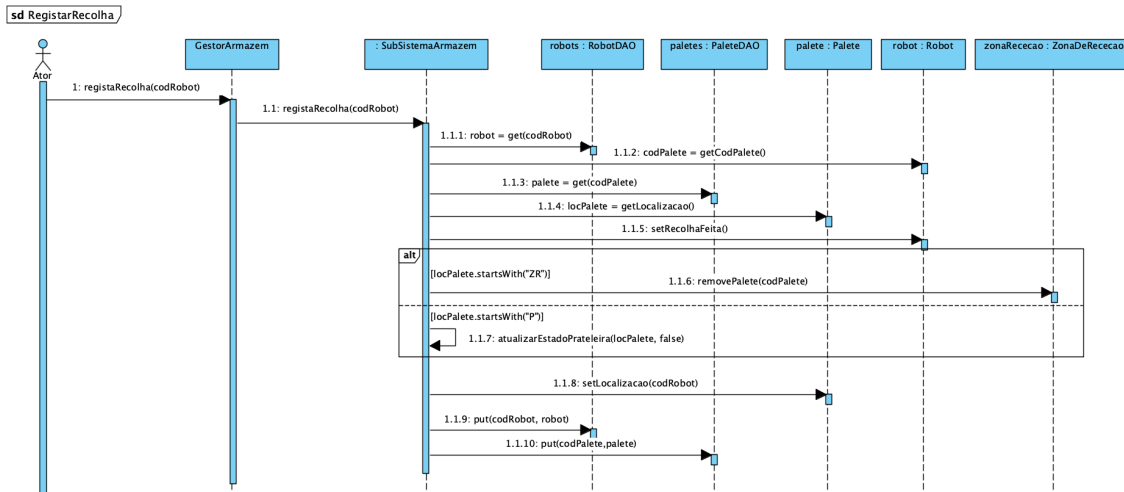 sd RegistarRecolha
GestorArmazem
: SubSistemaArmazem
robots : RobotDAO
paletes : PaleteDAO
palete : Palete
robot : Robot
zonaRececao : ZonaDeRececao
Ator
1: registaRecolha(codRobot)
1.1: registaRecolha(codRobot)
1.1.1: robot = get(codRobot)
1.1.2: codPalete = getCodPalete()
1.1.3: palete = get(codPalete)
1.1.4: locPalete = getLocalizacao()
1.1.5: setRecolhaFeita()
alt
[locPalete.startsWith("ZR")]
1.1.6: removePalete(codPalete)
[locPalete.startsWith("P")]
1.1.7: atualizarEstadoPrateleira(locPalete, false)
1.1.8: setLocalizacao(codRobot)
1.1.9: put(codRobot, robot)
1.1.10: put(codPalete,palete)